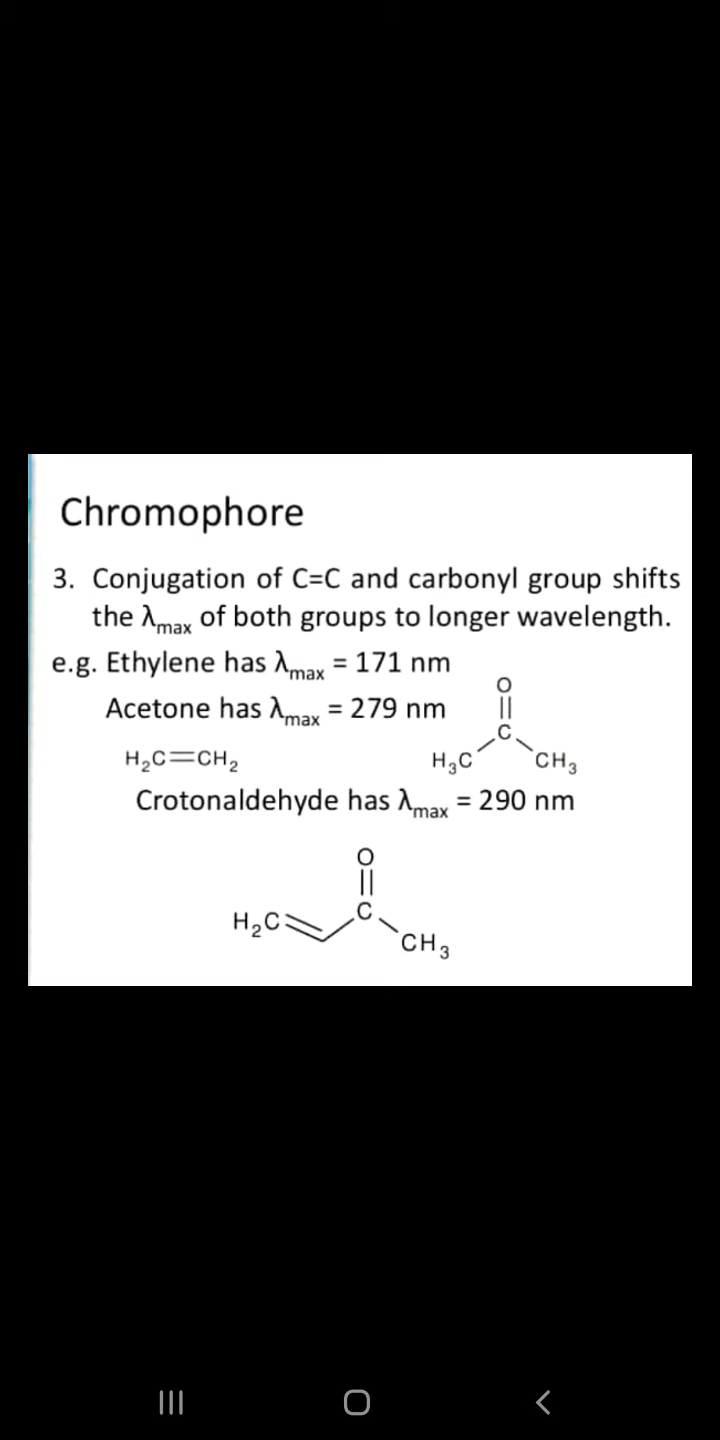 Chromophore
3. Conjugation of C=C and carbonyl group shifts
the λmax of both groups to longer wavelength.
e.g. Ethylene has λmax = 171 nm
Acetone has λmax = 279 nm
H₂C=CH₂
O
C
H₃C CH₃
Crotonaldehyde has λmax = 290 nm
O
C
H₂C
CH₃